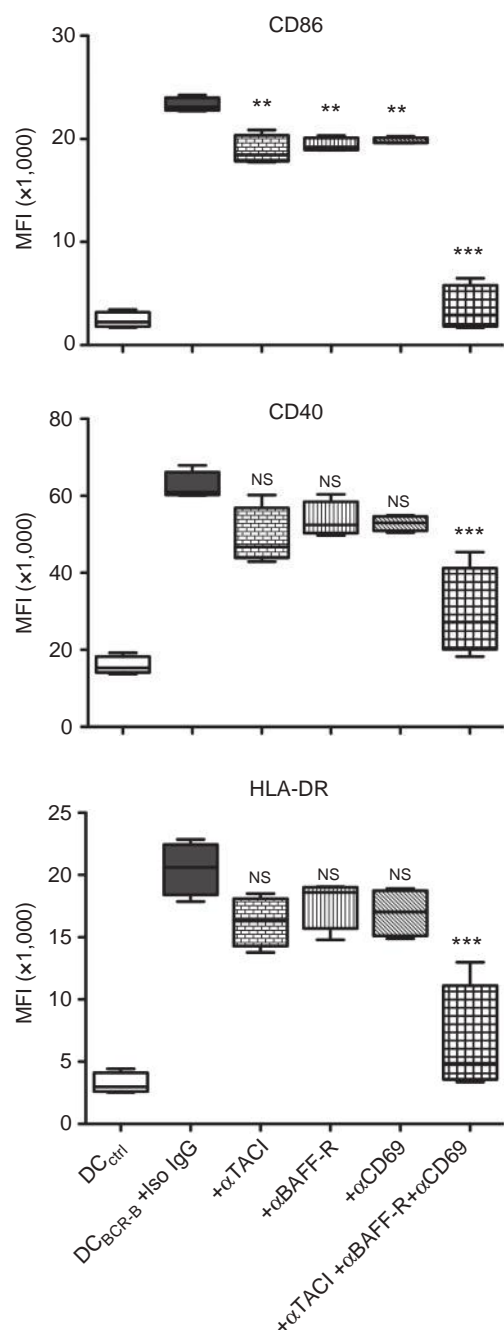 CD86
30
20
10
0
MFI (×1,000)
** ** **
***
CD40
80
60
40
20
0
MFI (×1,000)
NS NS NS
***
HLA-DR
25
20
15
10
5
0
MFI (×1,000)
NS NS NS
***
DCctrl
DCBCR-B +Iso IgG
+αTACI
+αBAFF-R
+αCD69
+αTACI +αBAFF-R+αCD69